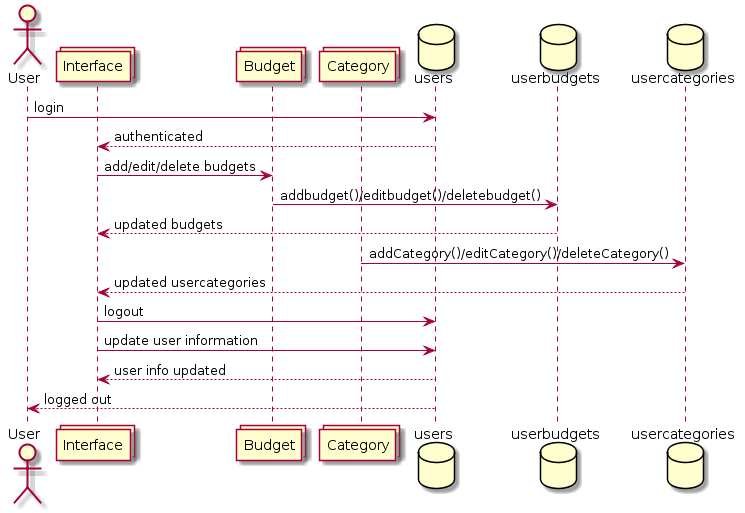 User
Interface
Budget
Category
users
userbudgets
usercategories
login
authenticated
add/edit/delete budgets
addbudget()/editbudget()/deletebudget()
updated budgets
addCategory()/editCategory()/deleteCategory()
updated usercategories
logout
update user information
user info updated
logged out
User
Interface
Budget
Category
users
userbudgets
usercategories